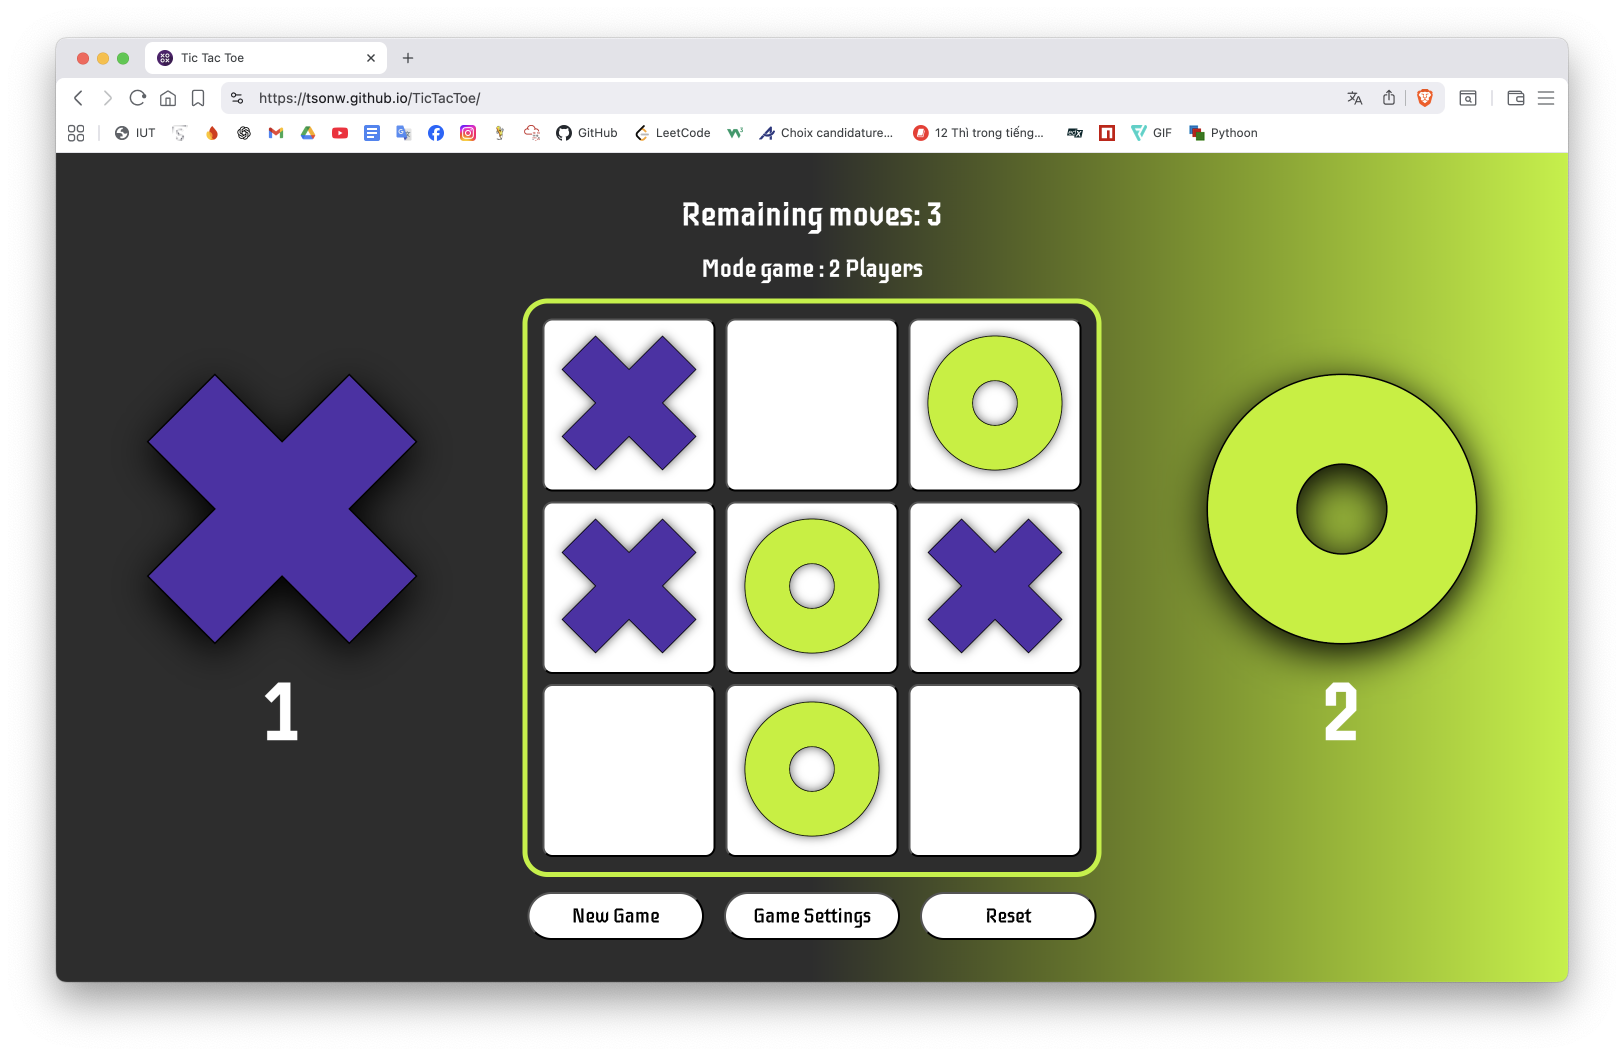 Tic Tac Toe
https://tsonw.github.io/TicTacToe/
IUT GitHub LeetCode Choix candidature... 12 Thì trong tiếng... GIF Pythoon
Remaining moves: 3
Mode game : 2 Players
1
2
New Game Game Settings Reset